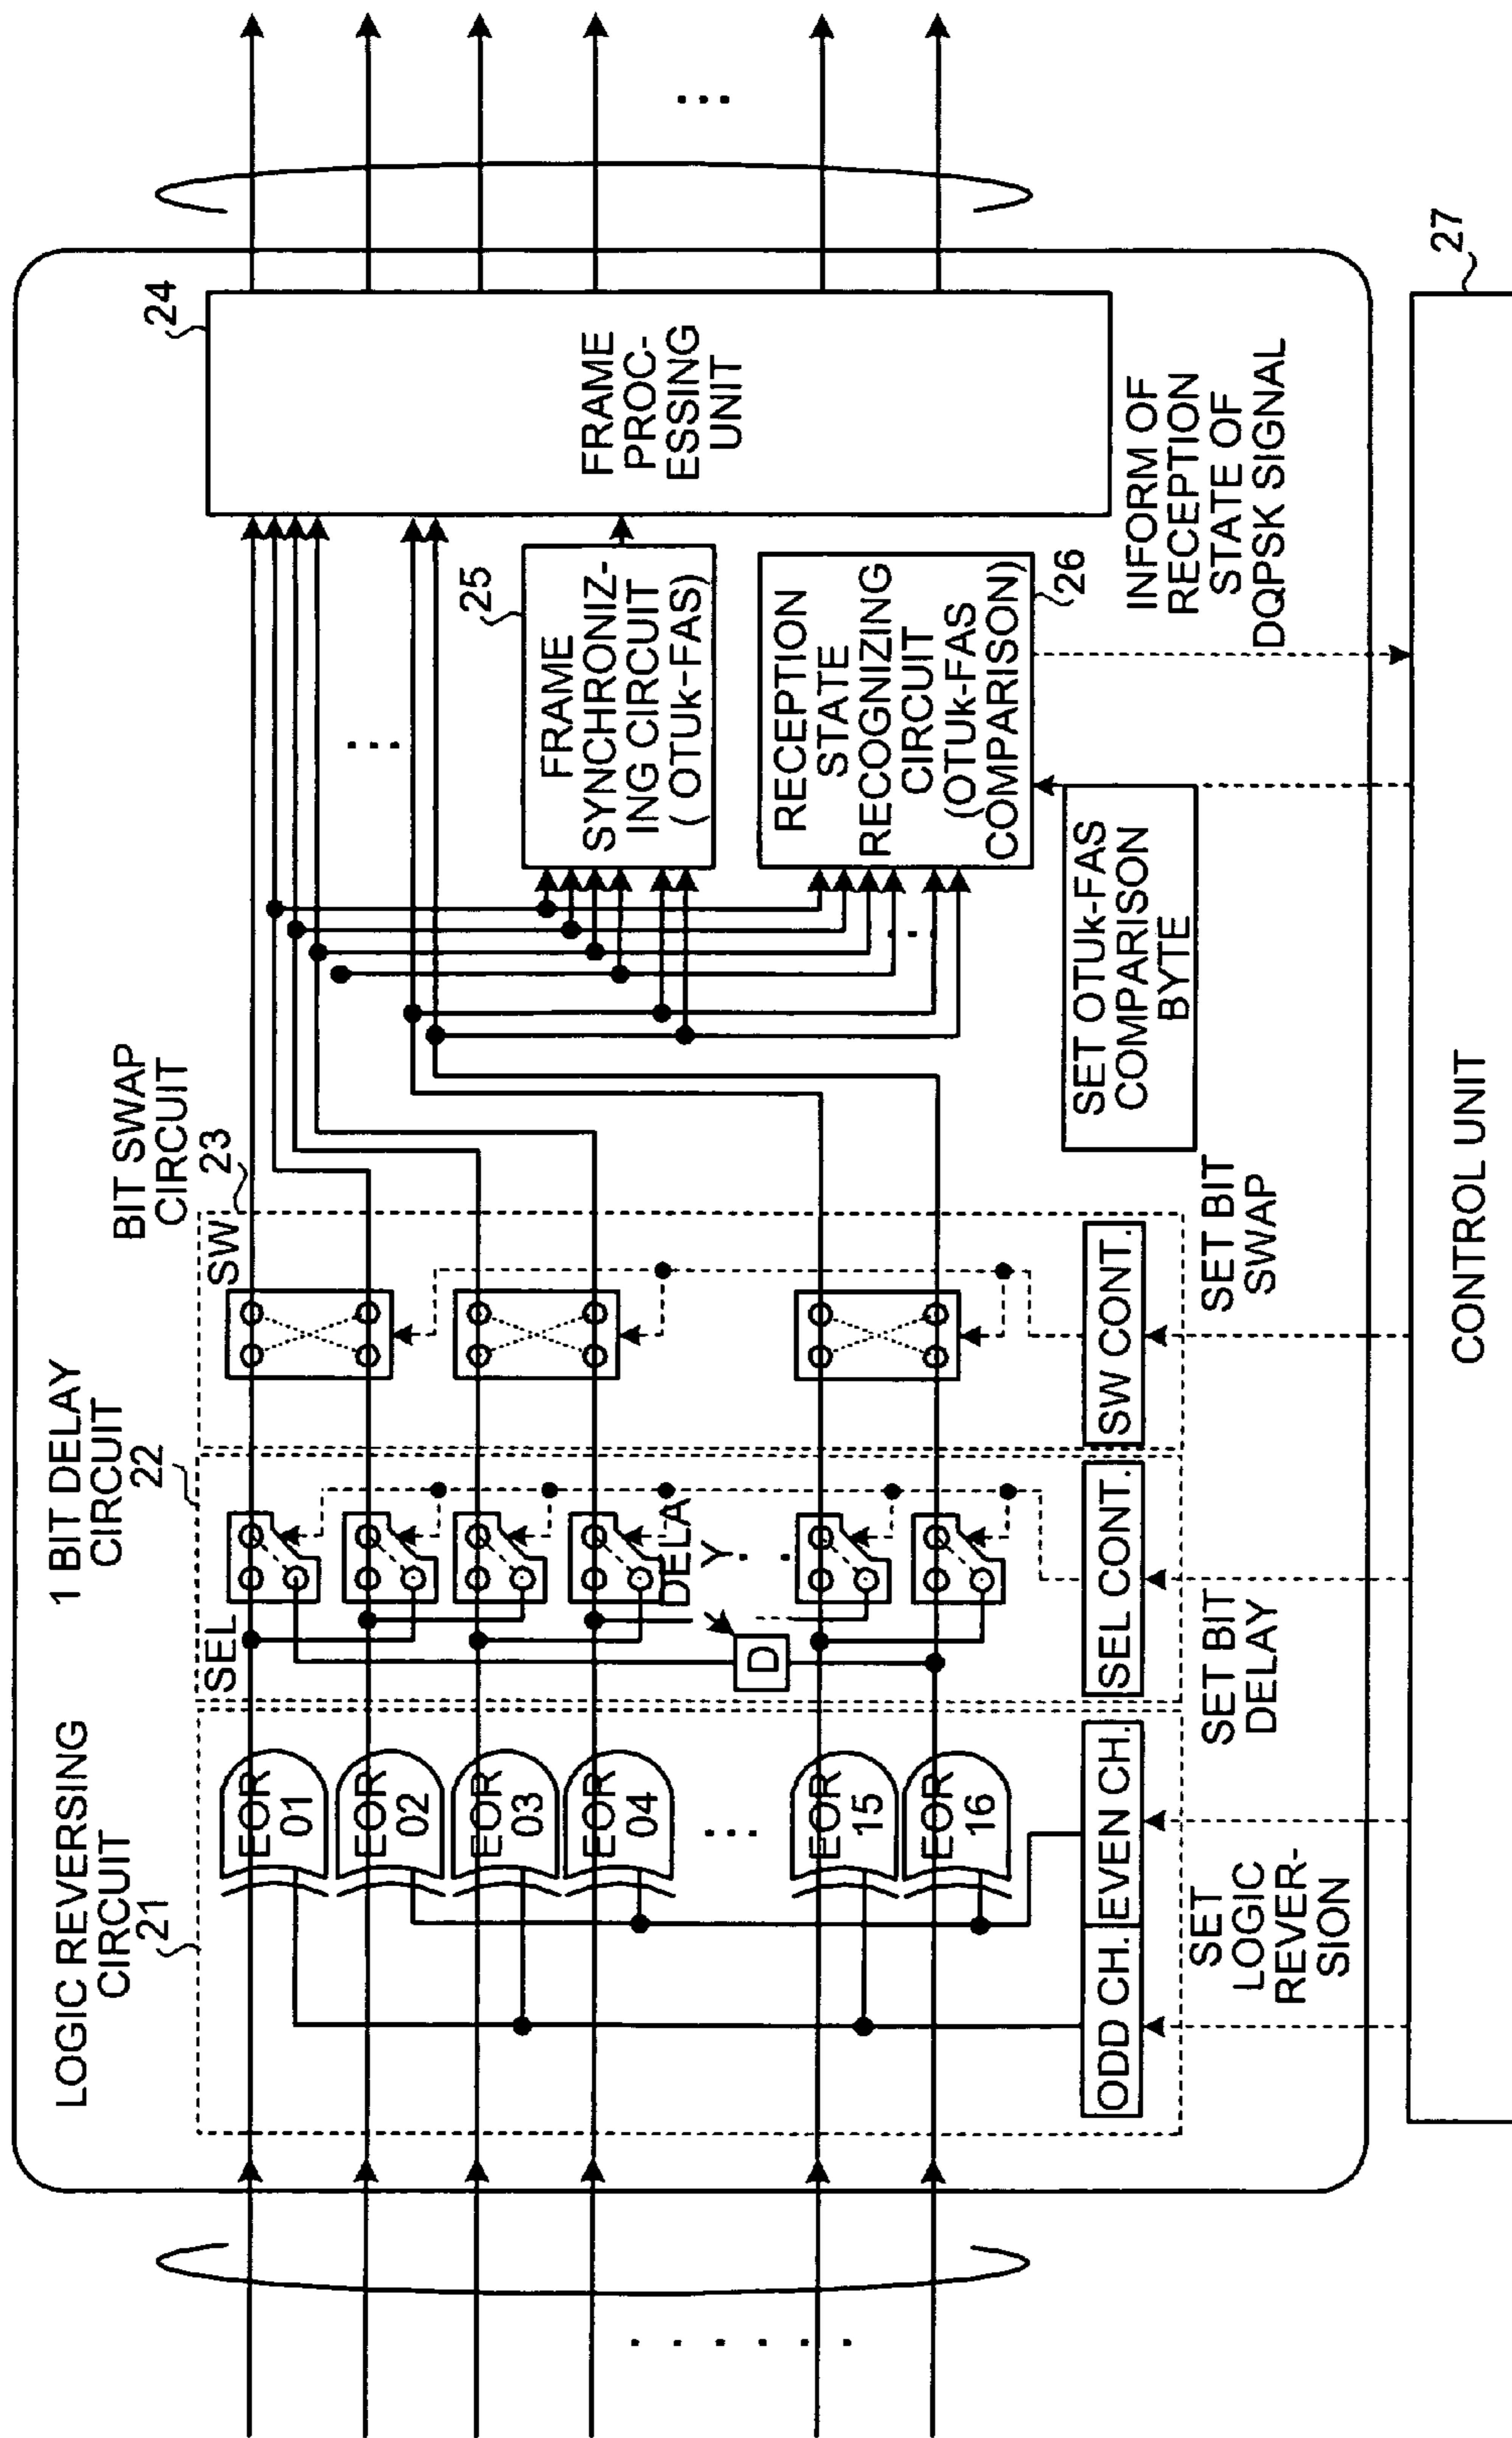 LOGIC REVERSING
CIRCUIT
21
1 BIT DELAY
CIRCUIT
22
BIT SWAP
CIRCUIT
23
24
SEL
SW
EOR
01
EOR
02
EOR
03
EOR
04
...
EOR
15
EOR
16
DELA
Y
. .
D
...
FRAME
PROC-
ESSING
UNIT
25
FRAME
SYNCHRONIZ-
ING CIRCUIT
( OTUk-FAS)
RECEPTION
STATE
RECOGNIZING
CIRCUIT
(OTUk-FAS
COMPARISON)
26
...
ODD CH.
EVEN CH.
SEL CONT.
SW CONT.
SET OTUk-FAS
COMPARISON
BYTE
INFORM OF
RECEPTION
STATE OF
DQPSK SIGNAL
SET
LOGIC
REVER-
SION
SET BIT
DELAY
SET BIT
SWAP
CONTROL UNIT
27
......
...